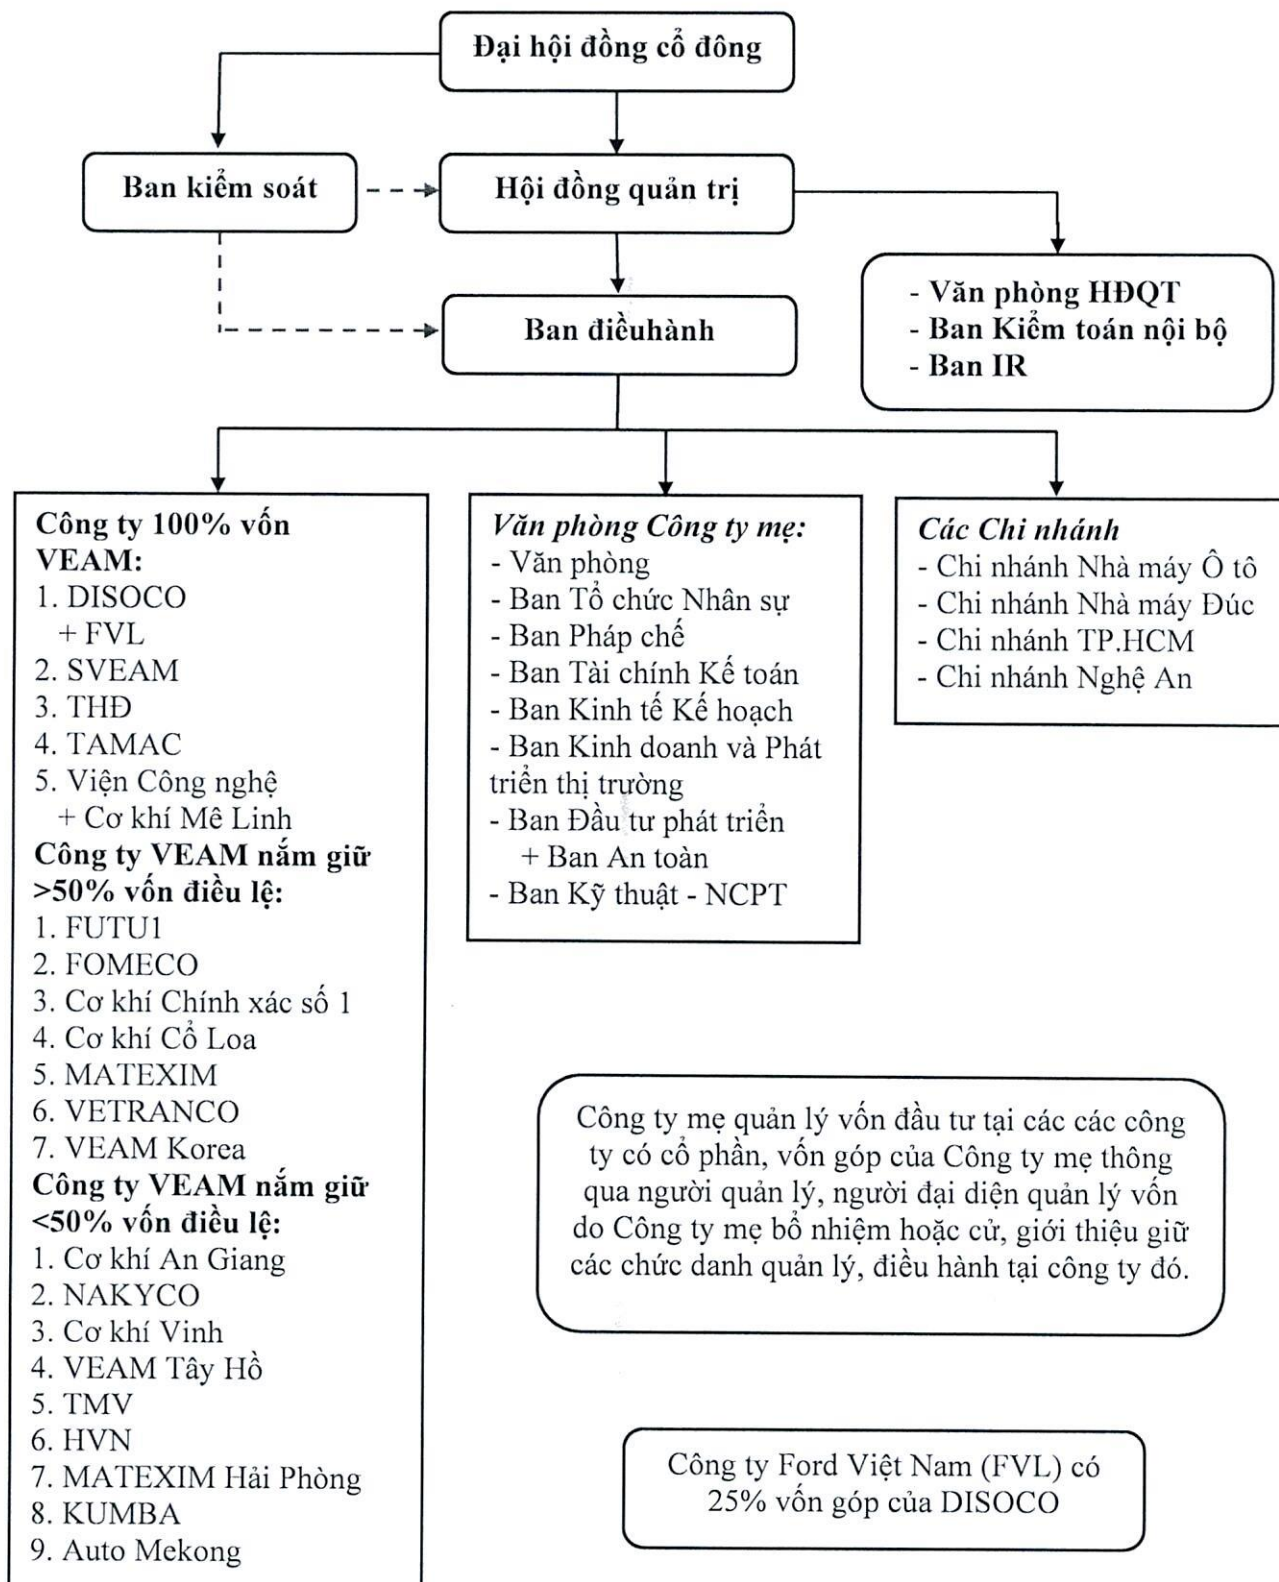 Đại hội đồng cổ đông
Ban kiểm soát
Hội đồng quản trị
- Văn phòng HĐQT
- Ban Kiểm toán nội bộ
- Ban IR
Ban điềuhành
Công ty 100% vốn
VEAM:
1. DISOCO
+ FVL
2. SVEAM
3. THĐ
4. TAMAC
5. Viện Công nghệ
+ Cơ khí Mê Linh
Công ty VEAM nắm giữ
>50% vốn điều lệ:
1. FUTU1
2. FOMECO
3. Cơ khí Chính xác số 1
4. Cơ khí Cổ Loa
5. MATEXIM
6. VETRANCO
7. VEAM Korea
Công ty VEAM nắm giữ
<50% vốn điều lệ:
1. Cơ khí An Giang
2. NAKYCO
3. Cơ khí Vinh
4. VEAM Tây Hồ
5. TMV
6. HVN
7. MATEXIM Hải Phòng
8. KUMBA
9. Auto Mekong
Văn phòng Công ty mẹ:
- Văn phòng
- Ban Tổ chức Nhân sự
- Ban Pháp chế
- Ban Tài chính Kế toán
- Ban Kinh tế Kế hoạch
- Ban Kinh doanh và Phát
triển thị trường
- Ban Đầu tư phát triển
+ Ban An toàn
- Ban Kỹ thuật - NCPT
Các Chi nhánh
- Chi nhánh Nhà máy Ô tô
- Chi nhánh Nhà máy Đúc
- Chi nhánh TP.HCM
- Chi nhánh Nghệ An
Công ty mẹ quản lý vốn đầu tư tại các các công
ty có cổ phần, vốn góp của Công ty mẹ thông
qua người quản lý, người đại diện quản lý vốn
do Công ty mẹ bổ nhiệm hoặc cử, giới thiệu giữ
các chức danh quản lý, điều hành tại công ty đó.
Công ty Ford Việt Nam (FVL) có
25% vốn góp của DISOCO